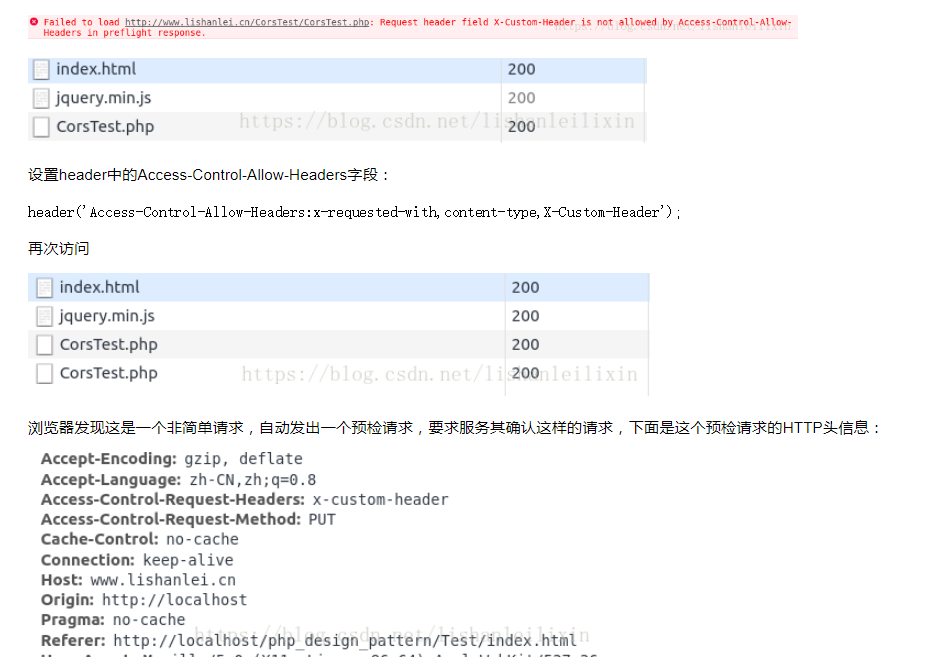 Failed to load http://www.lishanlei.cn/CorsTest/CorsTest.php: Request header field X-Custom-Header is not allowed by Access-Control-Allow-
Headers in preflight response.
https://blog.csdn.net/lishanleilixin
index.html 200
jquery.min.js 200
CorsTest.php 200
https://blog.csdn.net/lishanleilixin
设置header中的Access-Control-Allow-Headers字段：
header('Access-Control-Allow-Headers:x-requested-with,content-type,X-Custom-Header');
再次访问
index.html 200
jquery.min.js 200
CorsTest.php 200
CorsTest.php 200
https://blog.csdn.net/lishanleilixin
浏览器发现这是一个非简单请求，自动发出一个预检请求，要求服务其确认这样的请求，下面是这个预检请求的HTTP头信息：
Accept-Encoding: gzip, deflate
Accept-Language: zh-CN,zh;q=0.8
Access-Control-Request-Headers: x-custom-header
Access-Control-Request-Method: PUT
Cache-Control: no-cache
Connection: keep-alive
Host: www.lishanlei.cn
Origin: http://localhost
Pragma: no-cache
https://blog.csdn.net/lishanleilixin
Referer: http://localhost/php_design_pattern/Test/index.html